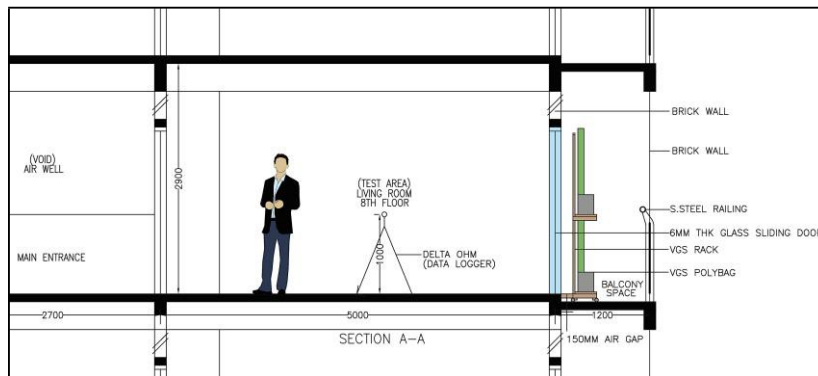 (VOID)
AIR WELL
MAIN ENTRANCE
2900
(TEST AREA)
LIVING ROOM
8TH FLOOR
1000
DELTA OHM
(DATA LOGGER)
BRICK WALL
BRICK WALL
S.STEEL RAILING
6MM THK GLASS SLIDING DOOR
VGS RACK
VGS POLYBAG
BALCONY
SPACE
2700
5000
1200
SECTION A-A
150MM AIR GAP